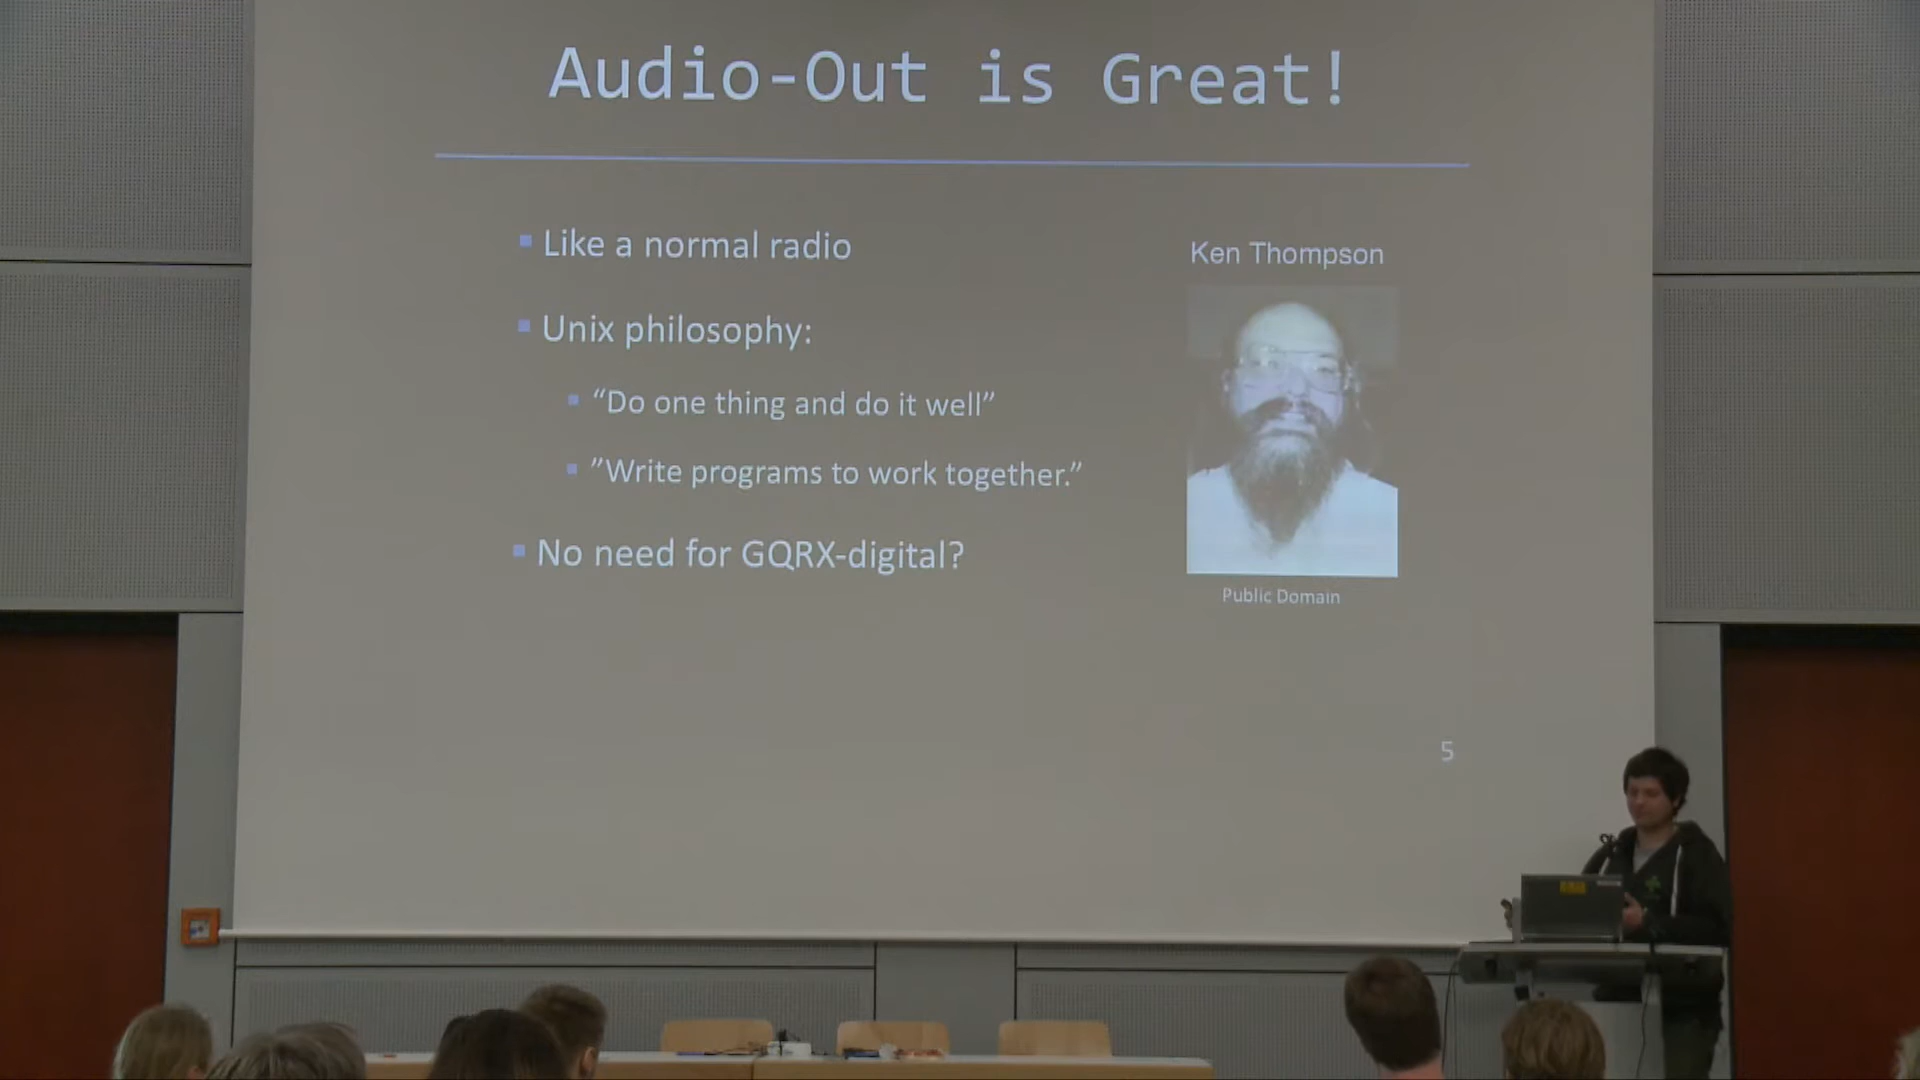 Audio-Out is Great!
Like a normal radio
Unix philosophy:
“Do one thing and do it well”
”Write programs to work together.”
No need for GQRX-digital?
Ken Thompson
Public Domain
5